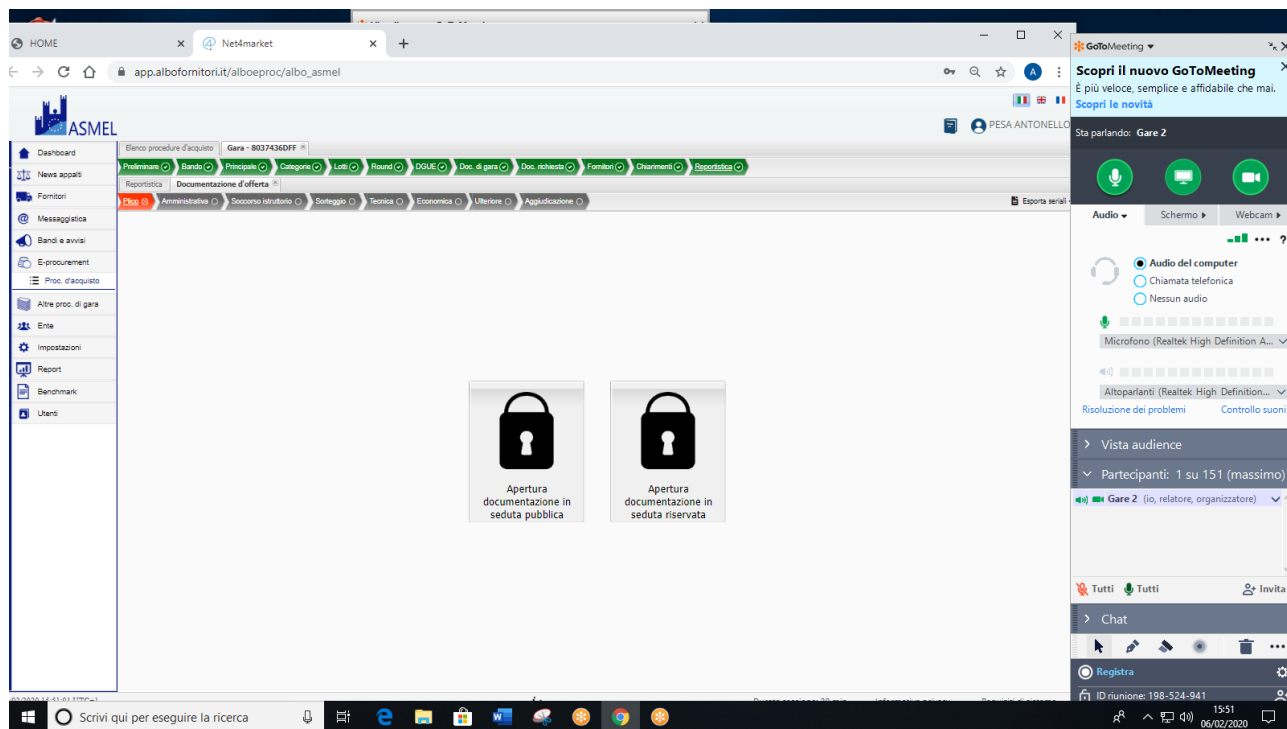 HOME
Net4market
app.albofornitori.it/alboeproc/albo_asmel
A
ASMEL
PESA ANTONELLO
Dashboard
News appalti
Fornitori
Messaggistica
Bandi e avvisi
E-procurement
Proc. d'acquisto
Altre proc. di gara
Ente
Impostazioni
Report
Benchmark
Utenti
Elenco procedure d'acquisto
Gara - 8037436DFF
Preliminare
Bando
Principale
Categorie
Lotti
Round
DGUE
Doc. di gara
Doc. richiesta
Fornitori
Chiarimenti
Reportistica
Reportistica
Documentazione d'offerta
Plico
Amministrativa
Soccorso istruttorio
Sorteggio
Tecnica
Economica
Ulteriore
Aggiudicazione
Esporta seriali
Apertura
documentazione in
seduta pubblica
Apertura
documentazione in
seduta riservata
GoToMeeting
Scopri il nuovo GoToMeeting
È più veloce, semplice e affidabile che mai.
Scopri le novità
Sta parlando: Gare 2
Audio
Schermo
Webcam
?
Audio del computer
Chiamata telefonica
Nessun audio
Microfono (Realtek High Definition A...
Altoparlanti (Realtek High Definition...
Risoluzione dei problemi
Controllo suoni
Vista audience
Partecipanti: 1 su 151 (massimo)
Gare 2 (io, relatore, organizzatore)
Tutti
Tutti
Invita
Chat
Registra
ID riunione: 198-524-941
Scrivi qui per eseguire la ricerca
15:51
06/02/2020